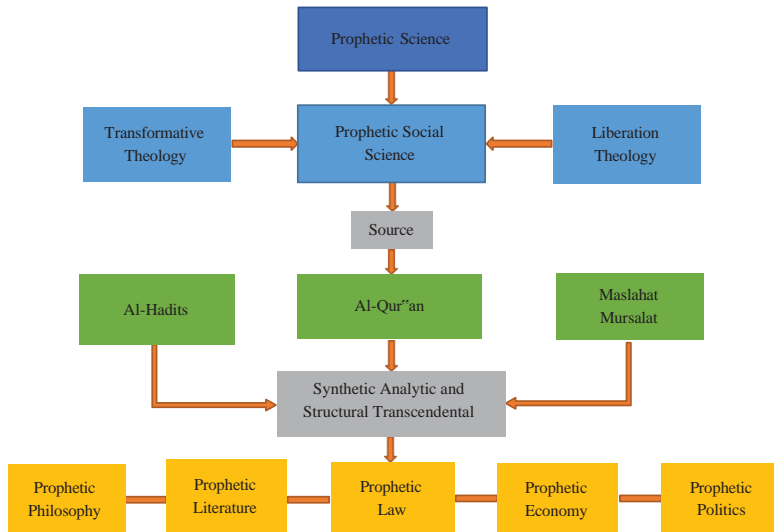 Prophetic Science
Transformative
Theology
Prophetic Social
Science
Liberation
Theology
Source
Al-Hadits
Al-Qur‟an
Maslahat
Mursalat
Synthetic Analytic and
Structural Transcendental
Prophetic
Philosophy
Prophetic
Literature
Prophetic
Law
Prophetic
Economy
Prophetic
Politics